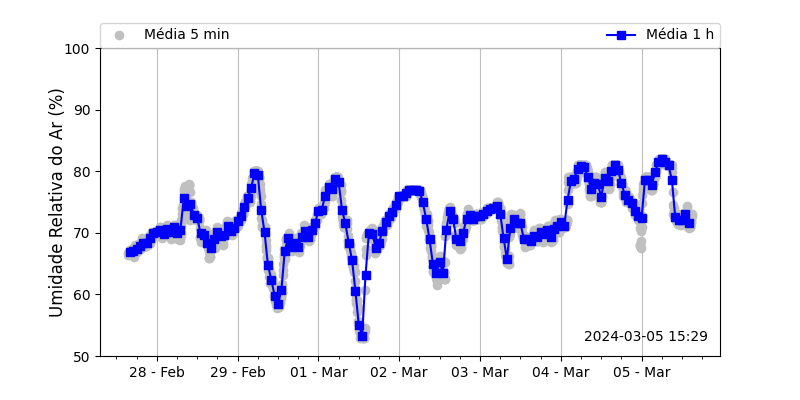 Média 5 min
Média 1 h
Umidade Relativa do Ar (%)
100
90
80
70
60
50
2024-03-05 15:29
28 - Feb
29 - Feb
01 - Mar
02 - Mar
03 - Mar
04 - Mar
05 - Mar